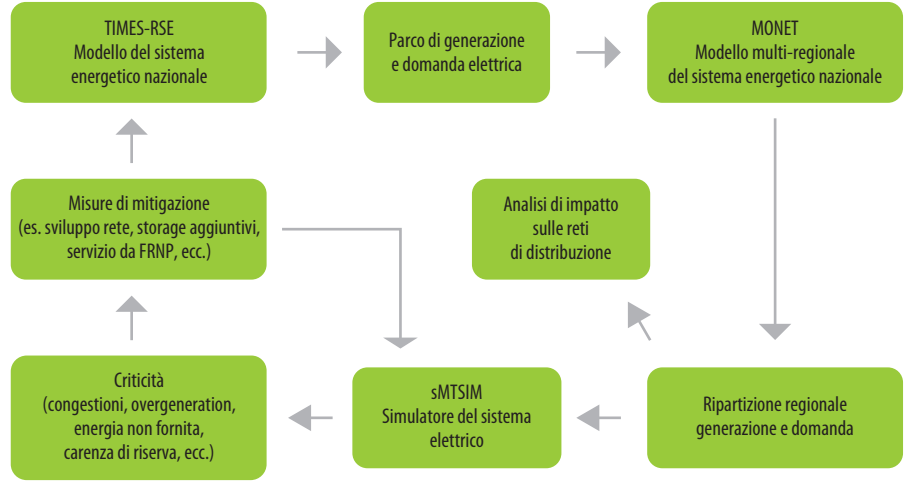 TIMES-RSE
Modello del sistema
energetico nazionale
Parco di generazione
e domanda elettrica
MONET
Modello multi-regionale
del sistema energetico nazionale
Misure di mitigazione
(es. sviluppo rete, storage aggiuntivi,
servizio da FRNP, ecc.)
Analisi di impatto
sulle reti
di distribuzione
Criticità
(congestioni, overgeneration,
energia non fornita,
carenza di riserva, ecc.)
sMTSIM
Simulatore del sistema
elettrico
Ripartizione regionale
generazione e domanda